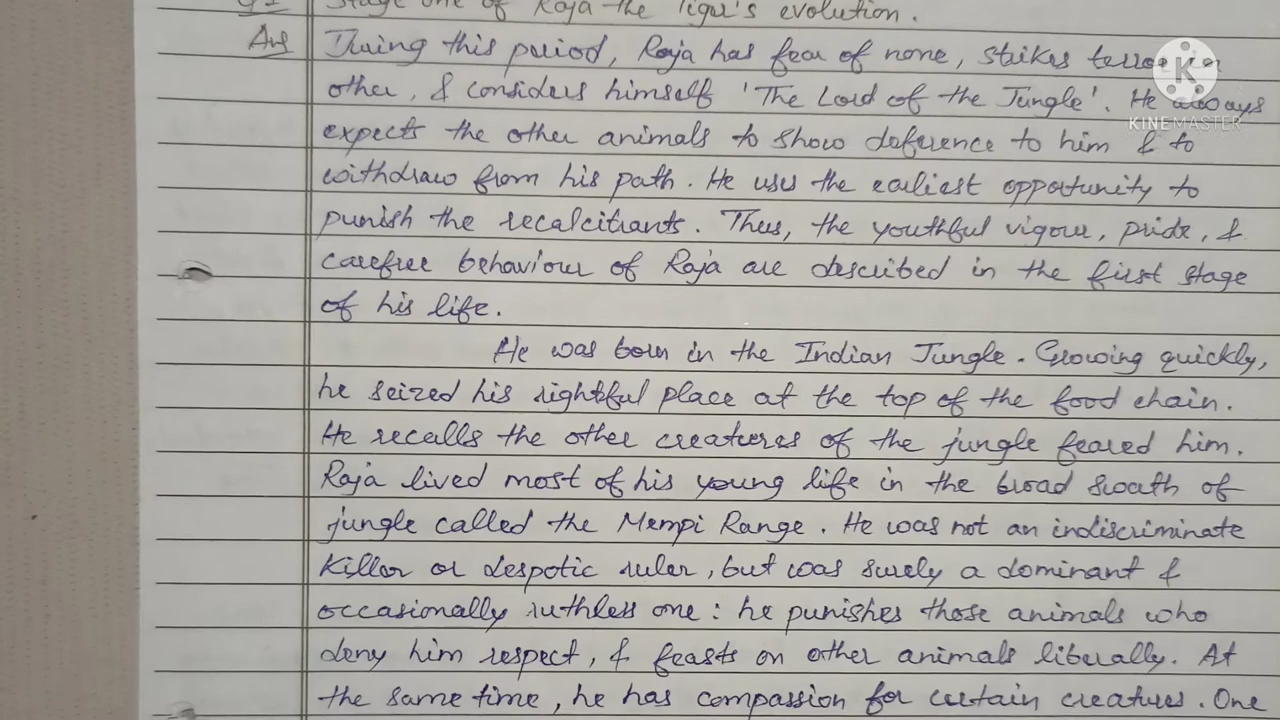 Q1 Stage one of Raja the Tiger's evolution.
Ans During this period, Raja has fear of none, strikes terror in
other, & considers himself 'The Lord of the Jungle'. He always
K
KINEMASTER
expects the other animals to show deference to him & to
withdraw from his path. He uses the earliest opportunity to
punish the recalcitrants. Thus, the youthful vigour, pride, &
carefree behaviour of Raja are described in the first stage
of his life.
He was born in the Indian Jungle. Growing quickly,
he seized his rightful place at the top of the food chain.
He recalls the other creatures of the jungle feared him.
Raja lived most of his young life in the broad swath of
jungle called the Mempi Range. He was not an indiscriminate
Killer or despotic ruler, but was surely a dominant &
occasionally ruthless one : he punishes those animals who
deny him respect, & feasts on other animals liberally. At
the same time, he has compassion for certain creatures. One